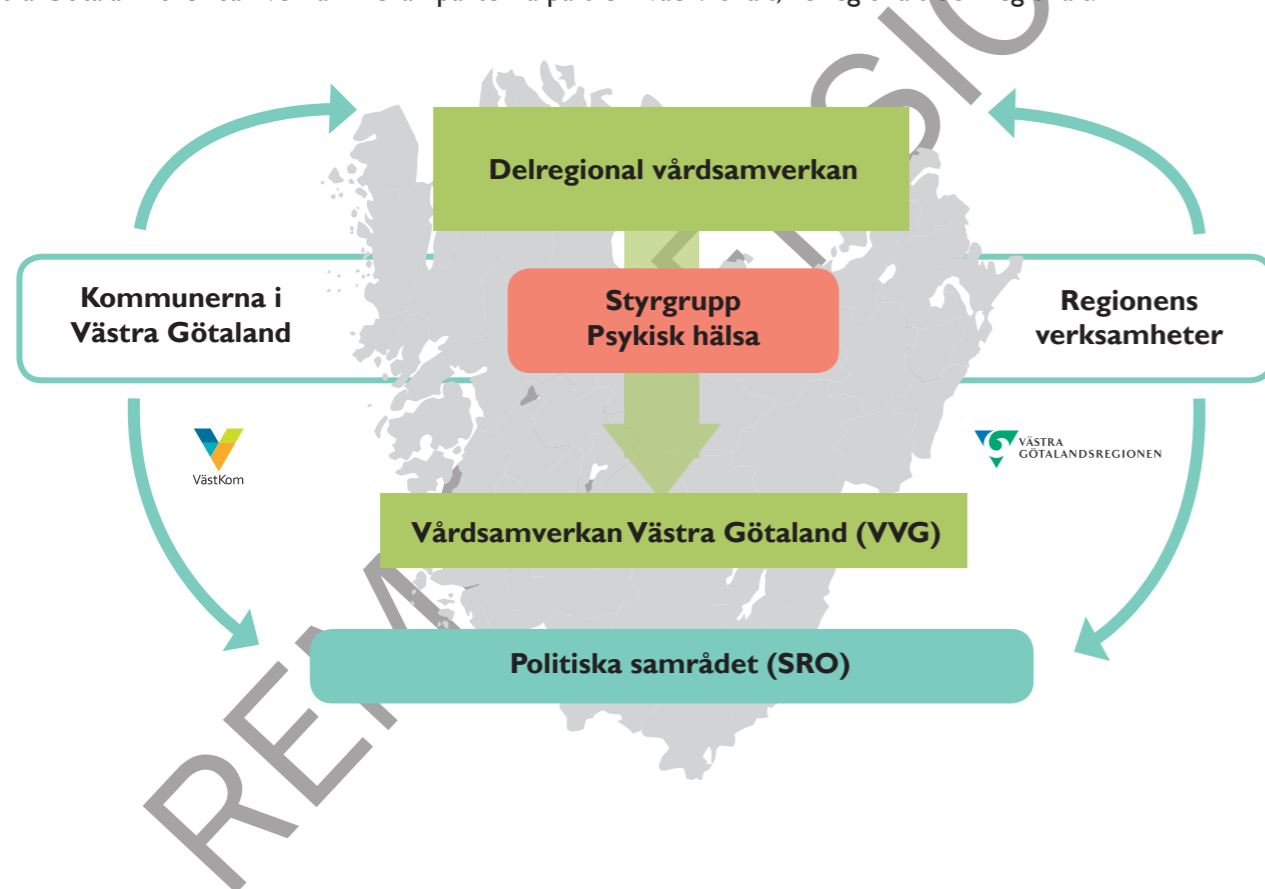 Delregional vårdsamverkan
Kommunerna i
Västra Götaland
Styrgrupp
Psykisk hälsa
Regionens
verksamheter
VästKom
VÄSTRA
GÖTALANDSREGIONEN
Vårdsamverkan Västra Götaland (VVG)
Politiska samrådet (SRO)